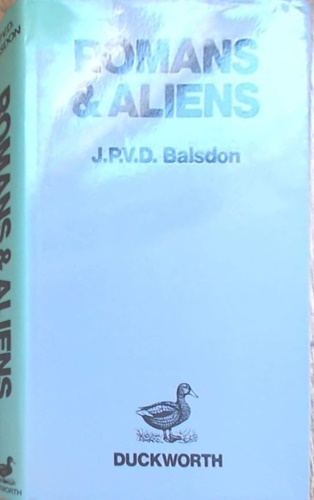 ROMANS
& ALIENS
J.P.V.D. Balsdon
DUCKWORTH
ROMANS & ALIENS